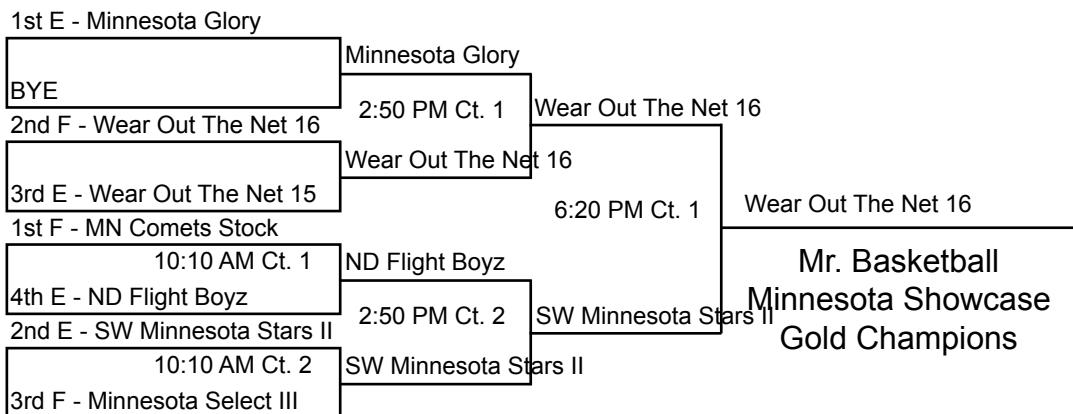 1st E - Minnesota Glory
Minnesota Glory
BYE
2:50 PM Ct. 1
Wear Out The Net 16
2nd F - Wear Out The Net 16
Wear Out The Net 16
3rd E - Wear Out The Net 15
6:20 PM Ct. 1
Wear Out The Net 16
1st F - MN Comets Stock
10:10 AM Ct. 1
ND Flight Boyz
Mr. Basketball
Minnesota Showcase
Gold Champions
4th E - ND Flight Boyz
2:50 PM Ct. 2
SW Minnesota Stars II
2nd E - SW Minnesota Stars II
10:10 AM Ct. 2
SW Minnesota Stars II
3rd F - Minnesota Select III